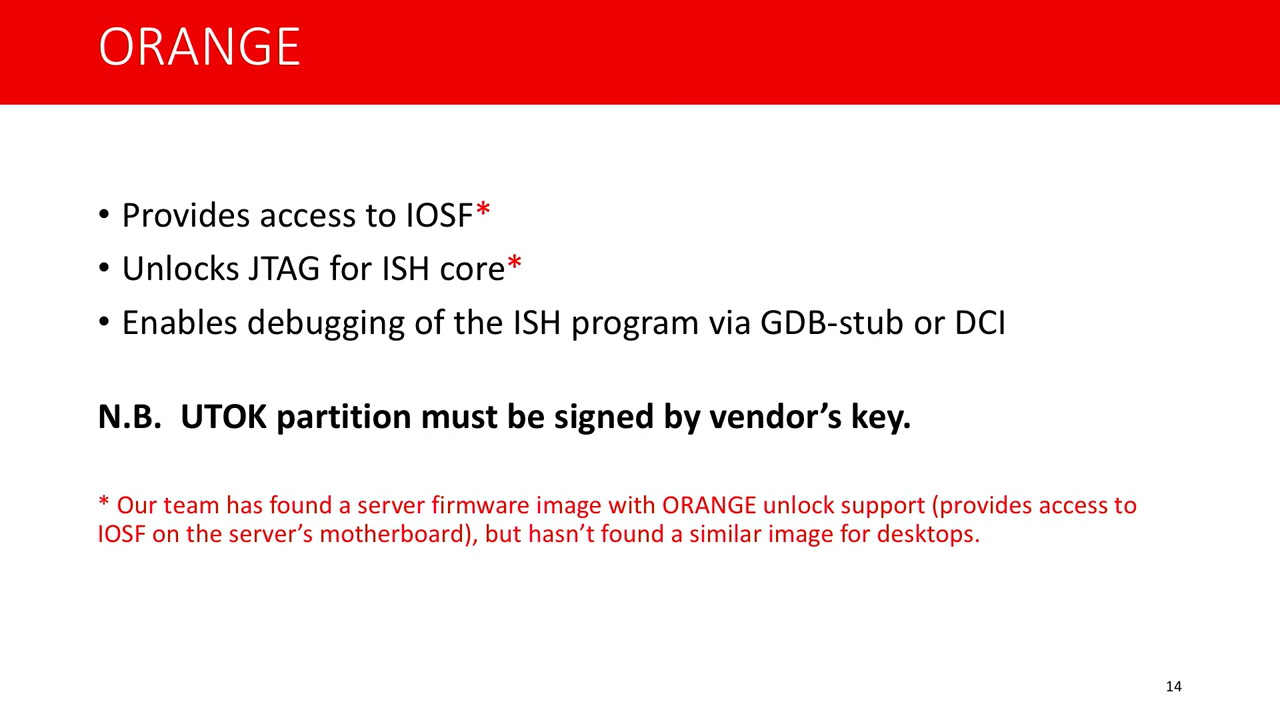 ORANGE
• Provides access to IOSF*
• Unlocks JTAG for ISH core*
• Enables debugging of the ISH program via GDB-stub or DCI
N.B.  UTOK partition must be signed by vendor’s key.
* Our team has found a server firmware image with ORANGE unlock support (provides access to
IOSF on the server’s motherboard), but hasn’t found a similar image for desktops.
14